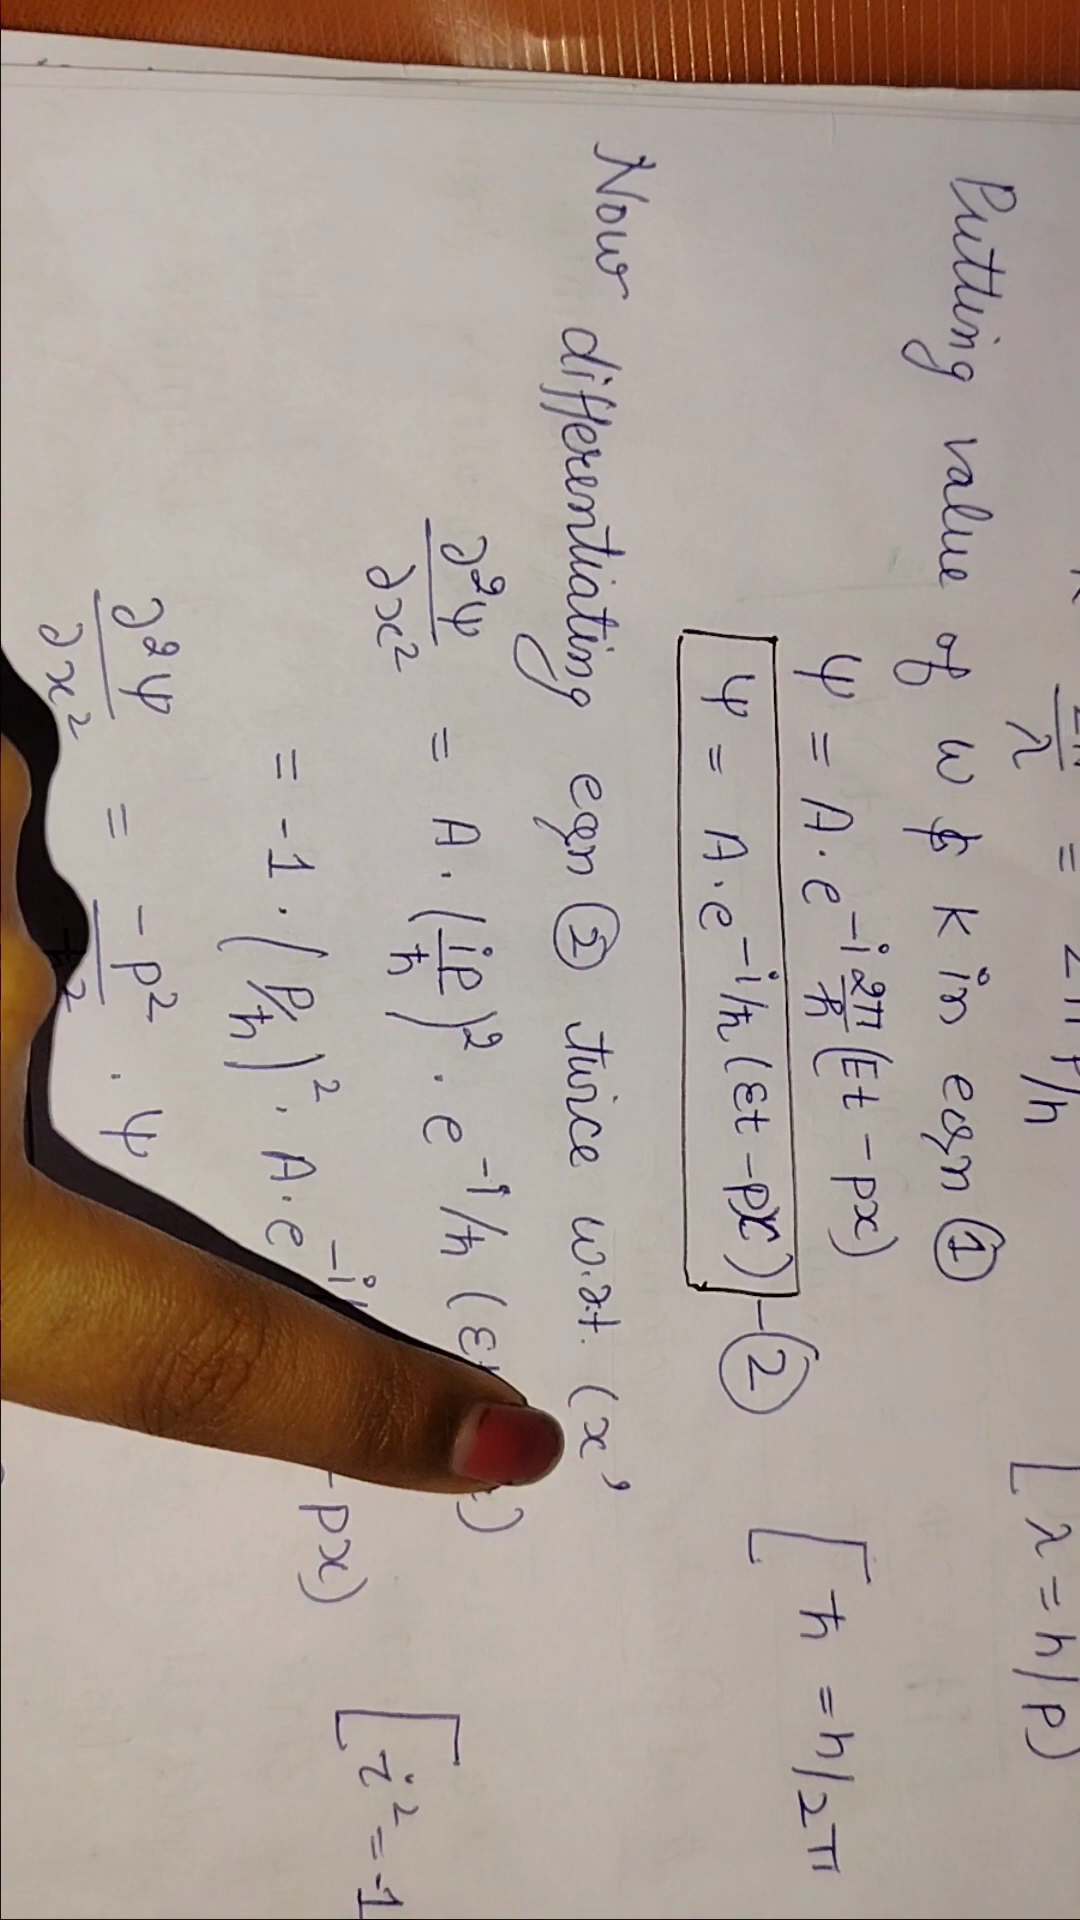 λ = 2πP/h [λ = h/p)
Putting value of w & k in eqn ①
ψ = A.e^{-i 2π/h (Et - px)}
ψ = A.e^{-i/ħ (Et - px)} - ② [ħ = h/2π
Now differentiating eqn ② twice w.r.t. (x'
∂²ψ/∂x² = A.(ip/ħ)². e^{-i/ħ (
= -1.(P/ħ)². A.e^{-i - px) [i² = -1
∂²ψ/∂x² = -p²/ . ψ